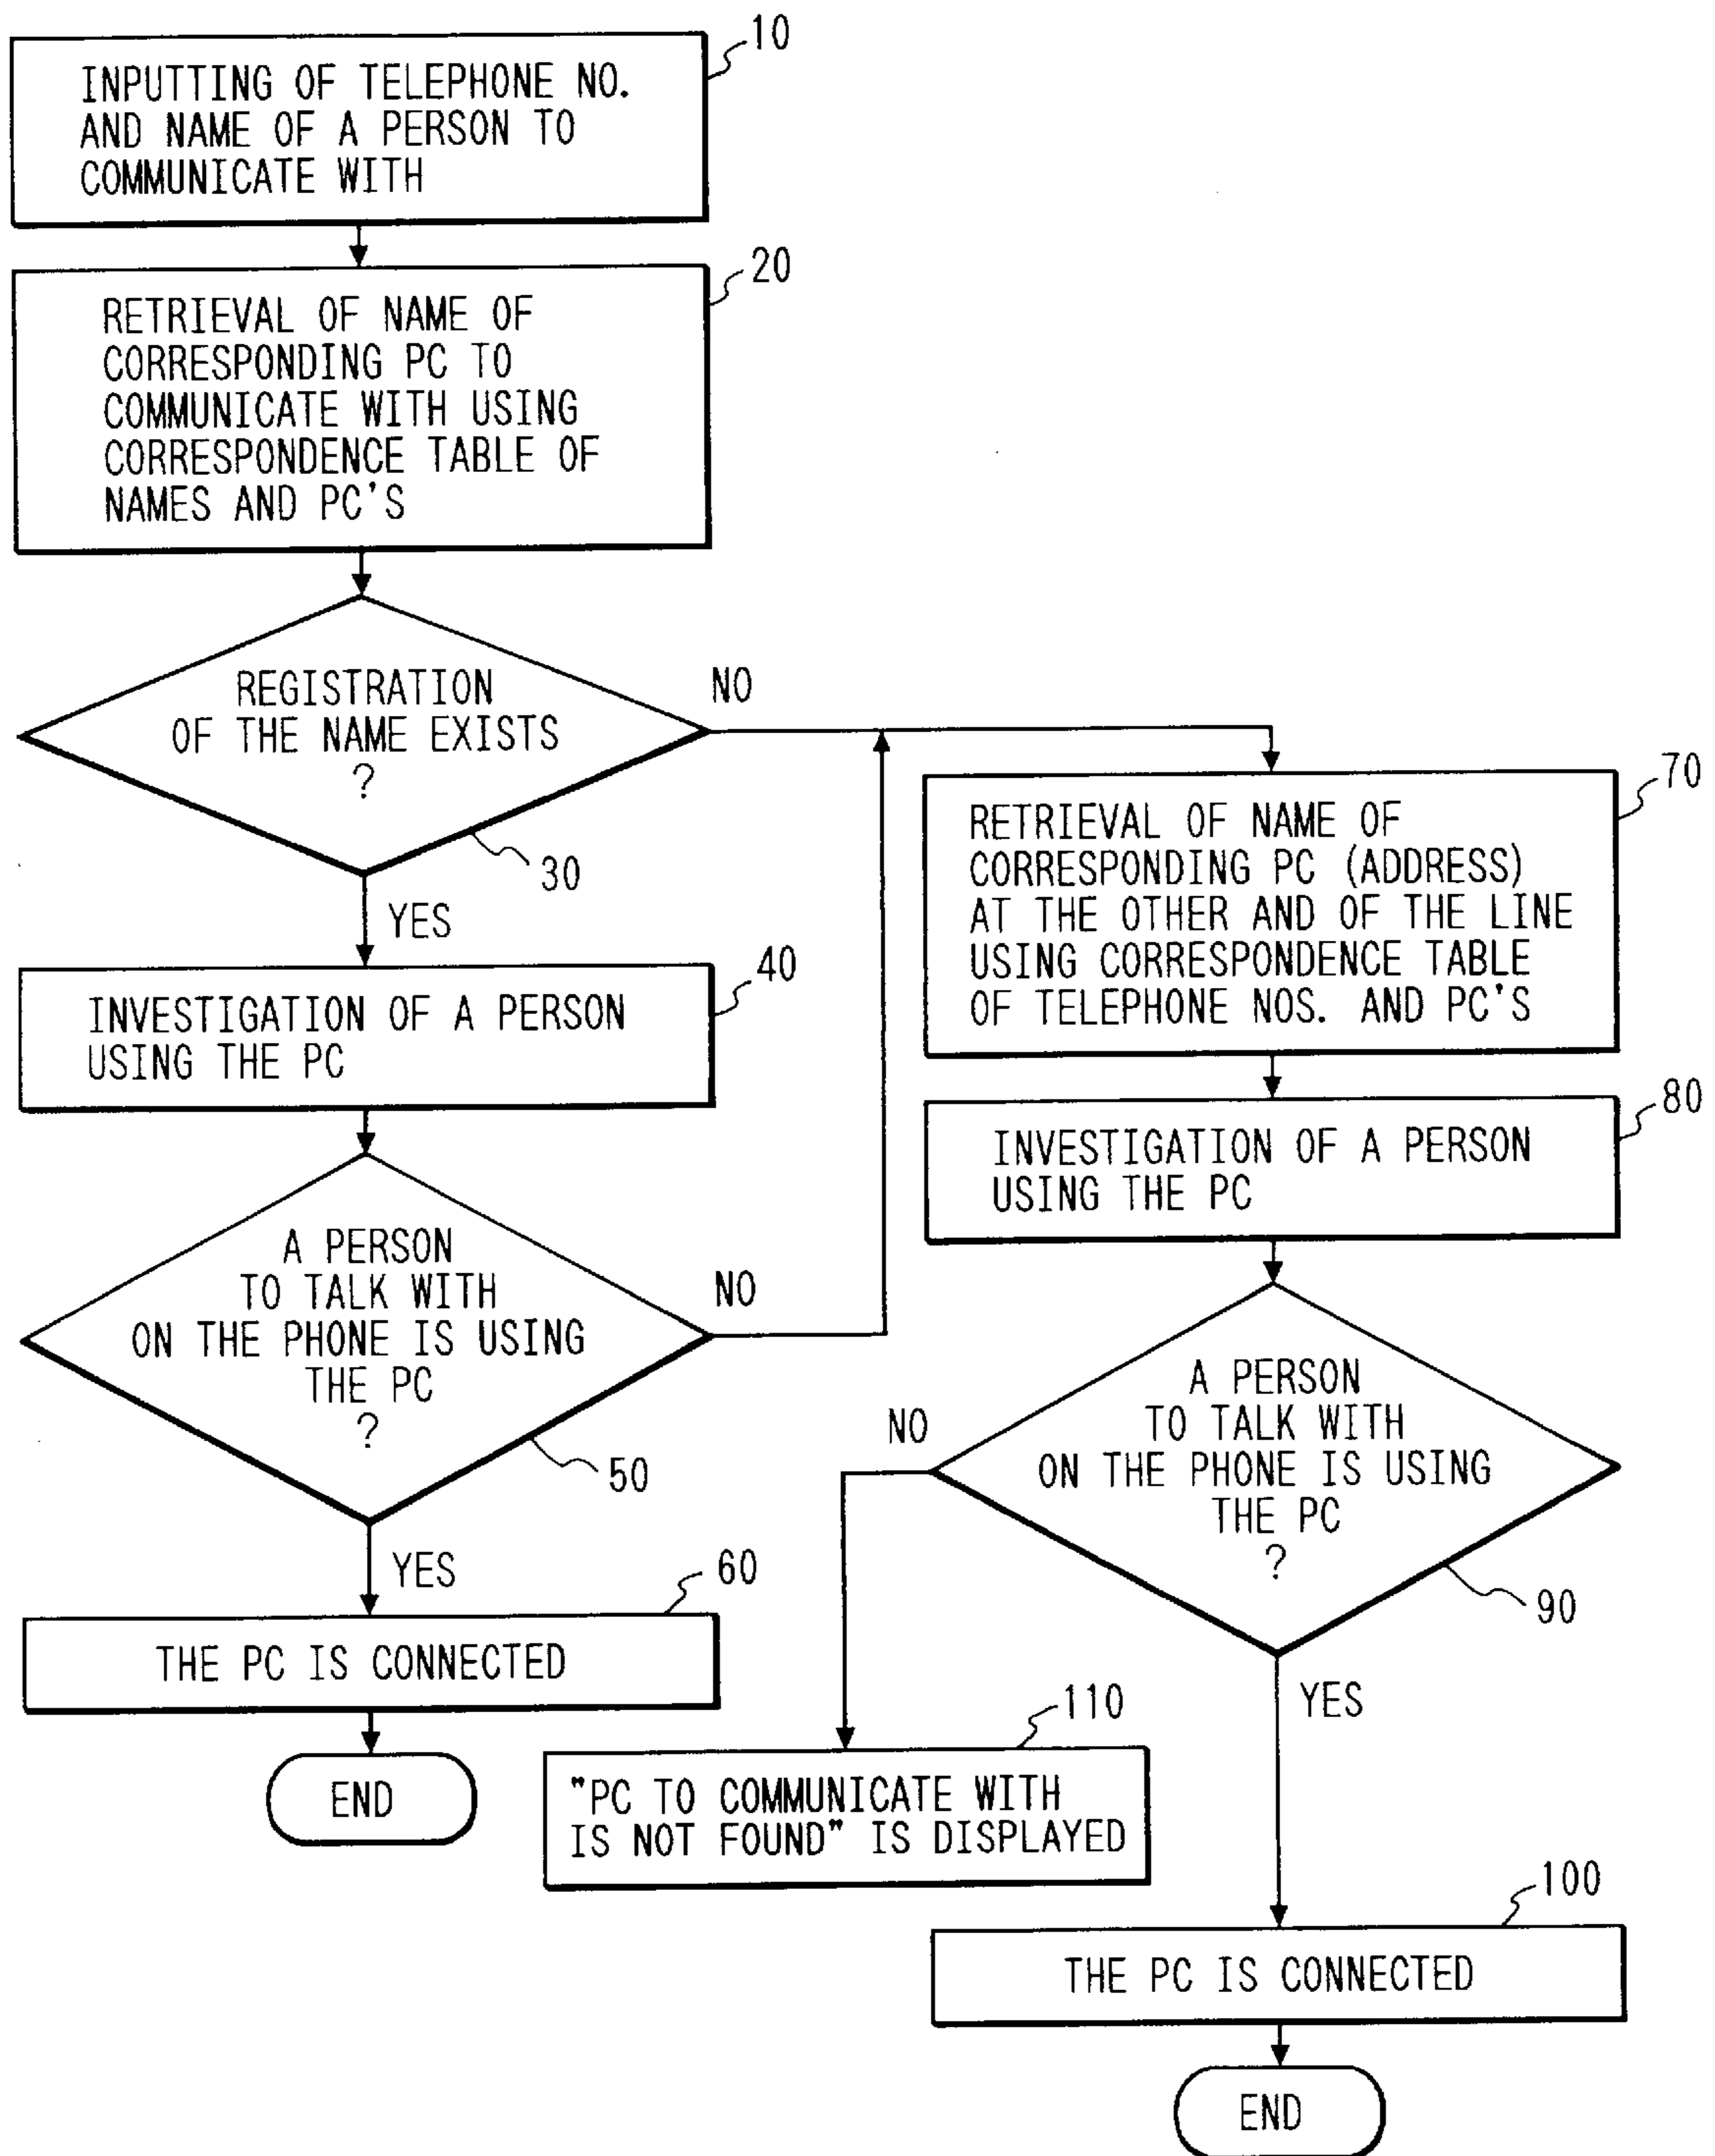 10
INPUTTING OF TELEPHONE NO.
AND NAME OF A PERSON TO
COMMUNICATE WITH
20
RETRIEVAL OF NAME OF
CORRESPONDING PC TO
COMMUNICATE WITH USING
CORRESPONDENCE TABLE OF
NAMES AND PC'S
REGISTRATION
OF THE NAME EXISTS
?
NO
30
YES
40
INVESTIGATION OF A PERSON
USING THE PC
A PERSON
TO TALK WITH
ON THE PHONE IS USING
THE PC
?
NO
50
YES
60
THE PC IS CONNECTED
END
70
RETRIEVAL OF NAME OF
CORRESPONDING PC (ADDRESS)
AT THE OTHER AND OF THE LINE
USING CORRESPONDENCE TABLE
OF TELEPHONE NOS. AND PC'S
80
INVESTIGATION OF A PERSON
USING THE PC
A PERSON
TO TALK WITH
ON THE PHONE IS USING
THE PC
?
NO
90
YES
110
"PC TO COMMUNICATE WITH
IS NOT FOUND" IS DISPLAYED
100
THE PC IS CONNECTED
END